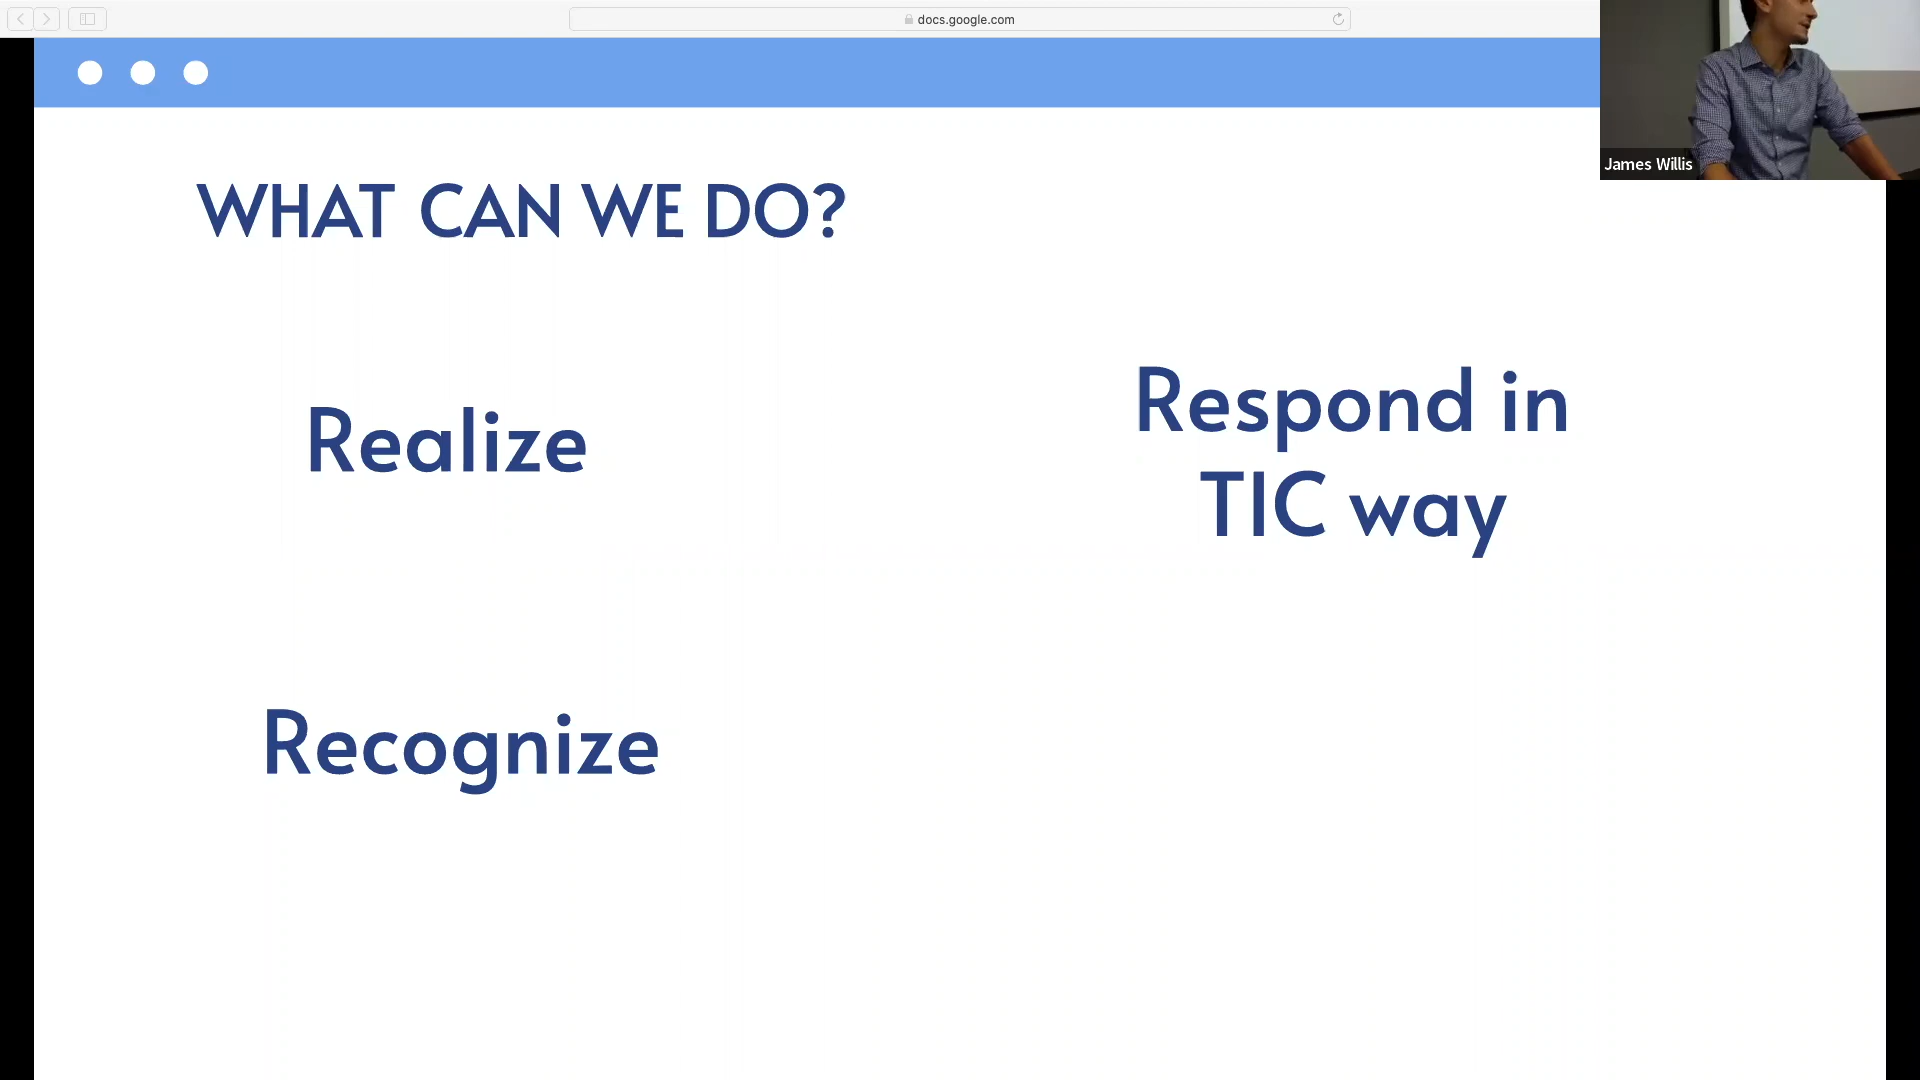 docs.google.com
James Willis
WHAT CAN WE DO?
Realize
Respond in
TIC way
Recognize